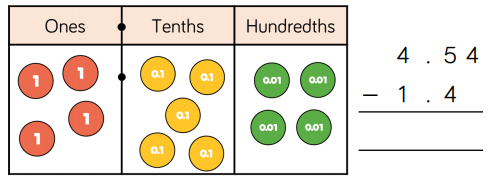 Ones Tenths Hundredths
1 1 0.1 0.1 0.01 0.01
1 0.1
1 0.01 0.01
0.1 0.1
4 . 5 4
− 1 . 4